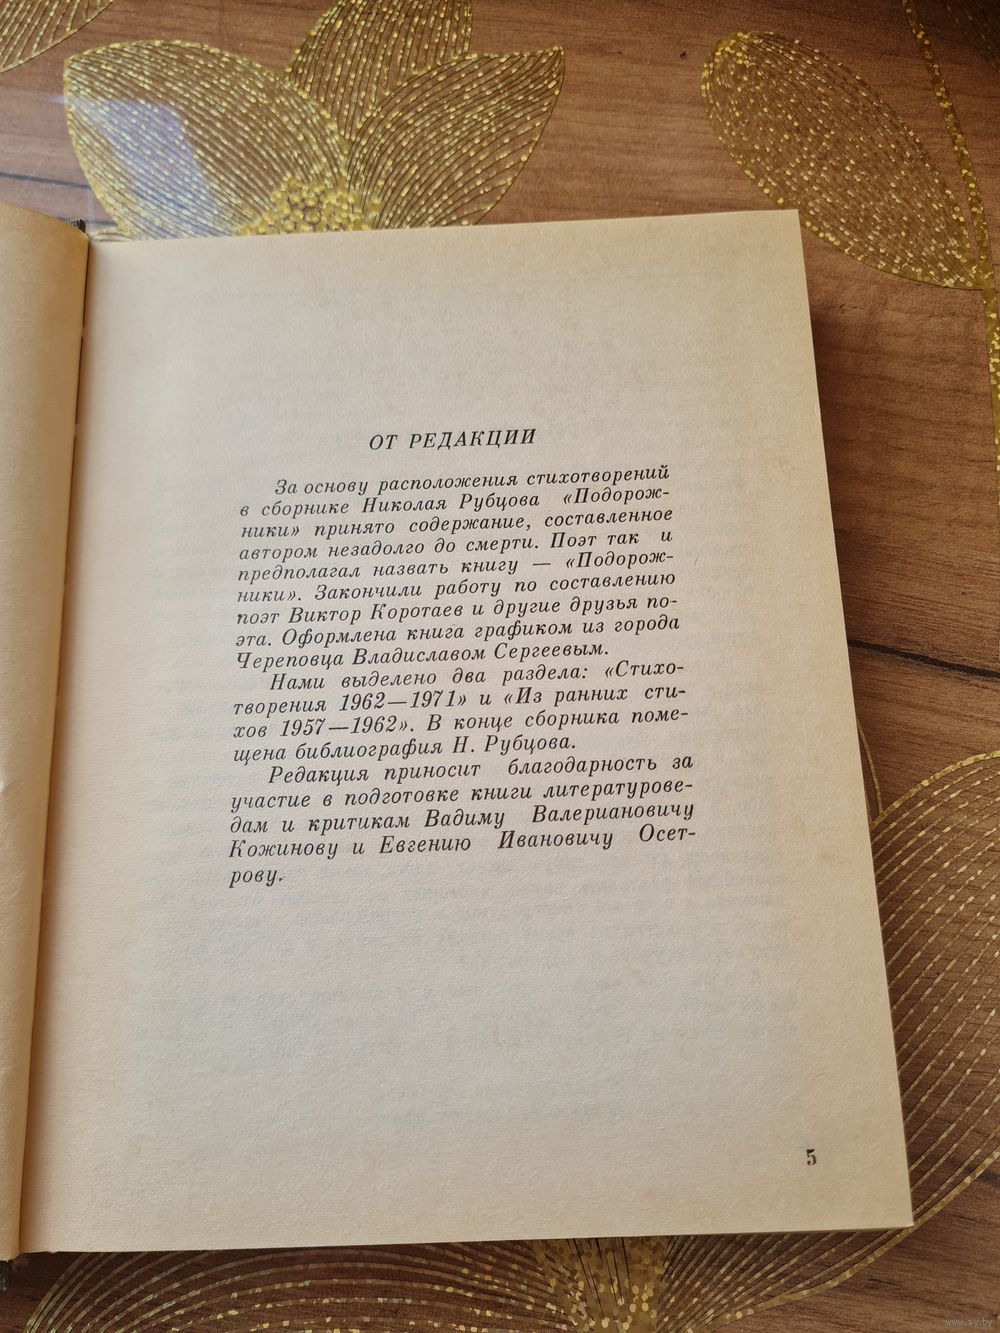 ОТ РЕДАКЦИИ
За основу расположения стихотворений
в сборнике Николая Рубцова «Подорож-
ники» принято содержание, составленное
автором незадолго до смерти. Поэт так и
предполагал назвать книгу — «Подорож-
ники». Закончили работу по составлению
поэт Виктор Коротаев и другие друзья по-
эта. Оформлена книга графиком из города
Череповца Владиславом Сергеевым.
Нами выделено два раздела: «Стихо-
творения 1962—1971» и «Из ранних сти-
хов 1957—1962». В конце сборника поме-
щена библиография Н. Рубцова.
Редакция приносит благодарность за
участие в подготовке книги литературове-
дам и критикам Вадиму Валериановичу
Кожинову и Евгению Ивановичу Осет-
рову.
5
www.ay.by